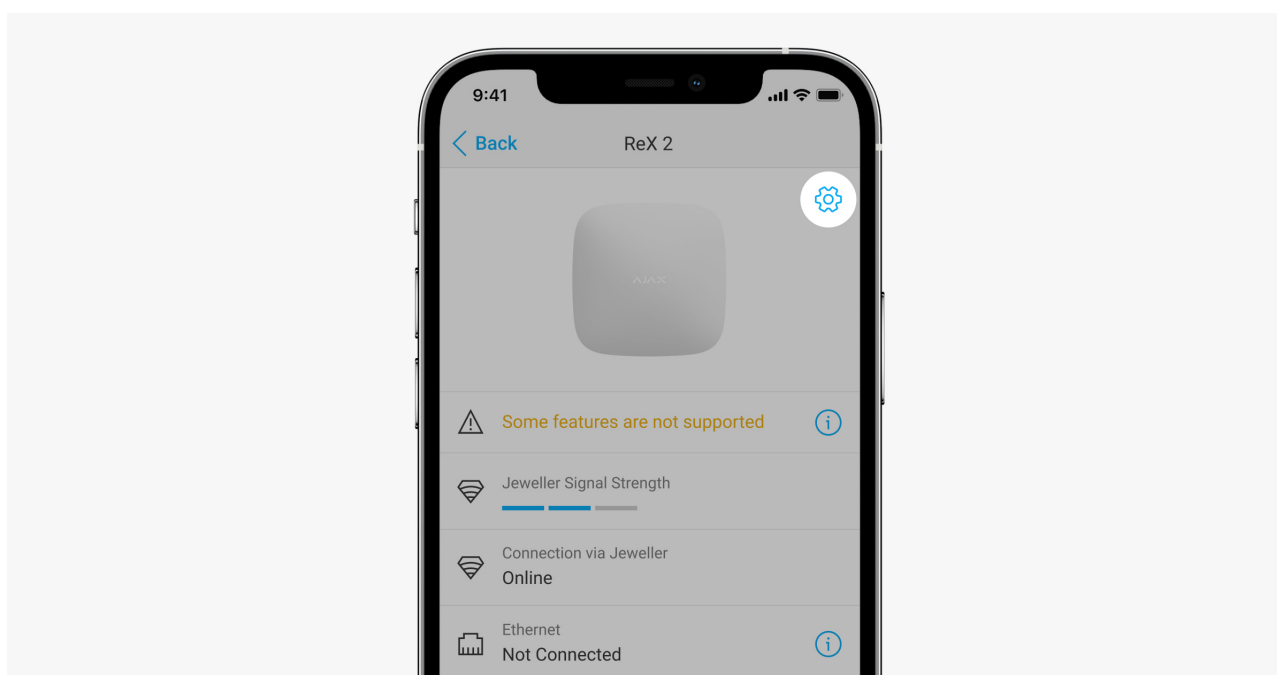 9:41
Back
ReX 2
AJAX
Some features are not supported
Jeweller Signal Strength
Connection via Jeweller
Online
Ethernet
Not Connected